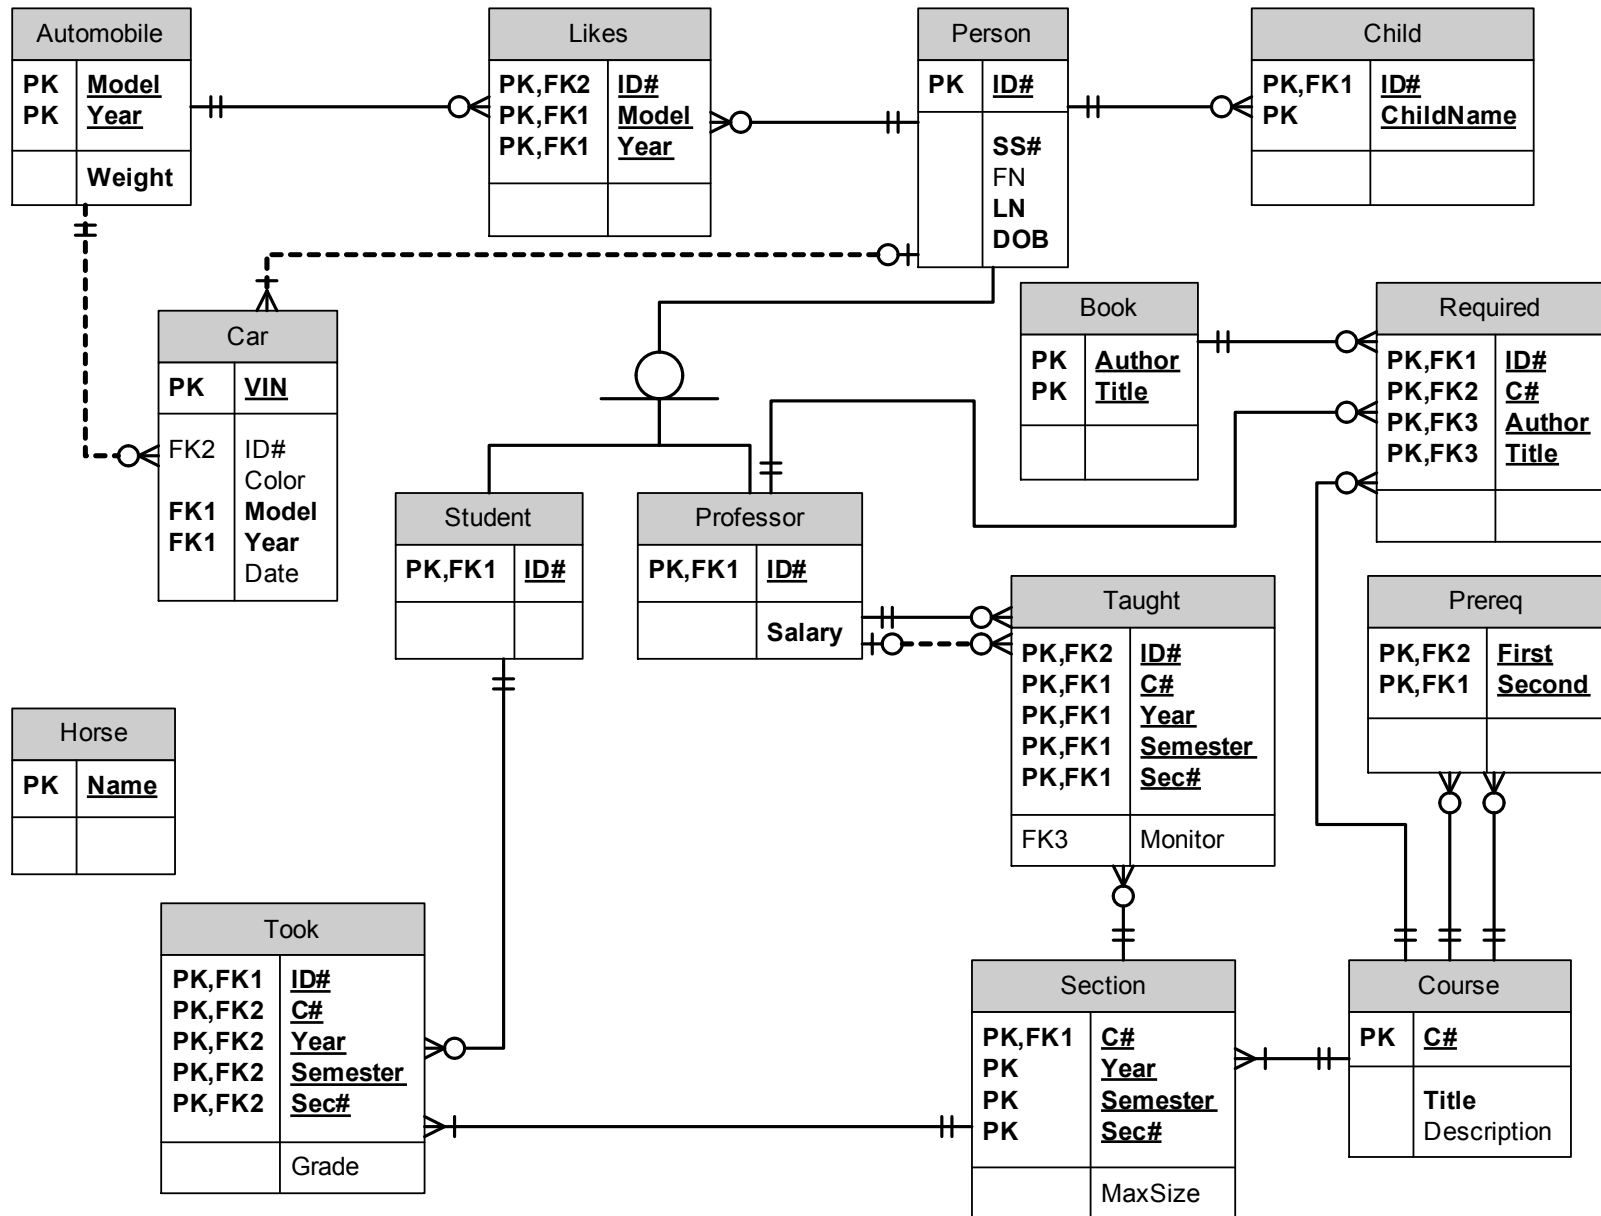 Automobile
PK Model
PK Year
Weight
Likes
PK,FK2 ID#
PK,FK1 Model
PK,FK1 Year
Person
PK ID#
SS#
FN
LN
DOB
Child
PK,FK1 ID#
PK ChildName
Car
PK VIN
FK2 ID#
Color
FK1 Model
FK1 Year
Date
Book
PK Author
PK Title
Required
PK,FK1 ID#
PK,FK2 C#
PK,FK3 Author
PK,FK3 Title
Student
PK,FK1 ID#
Professor
PK,FK1 ID#
Salary
Taught
PK,FK2 ID#
PK,FK1 C#
PK,FK1 Year
PK,FK1 Semester
PK,FK1 Sec#
FK3 Monitor
Prereq
PK,FK2 First
PK,FK1 Second
Horse
PK Name
Took
PK,FK1 ID#
PK,FK2 C#
PK,FK2 Year
PK,FK2 Semester
PK,FK2 Sec#
Grade
Section
PK,FK1 C#
PK Year
PK Semester
PK Sec#
MaxSize
Course
PK C#
Title
Description